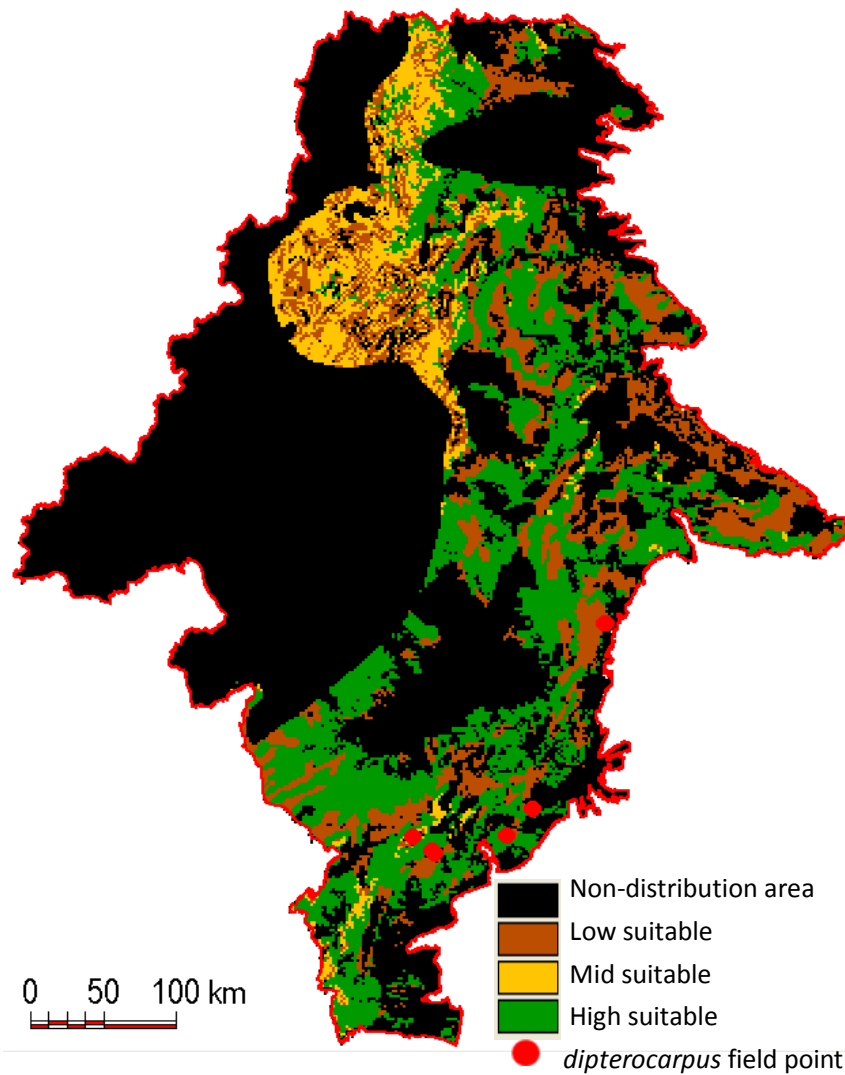 Non-distribution area
Low suitable
Mid suitable
High suitable
dipterocarpus field point
0 50 100 km